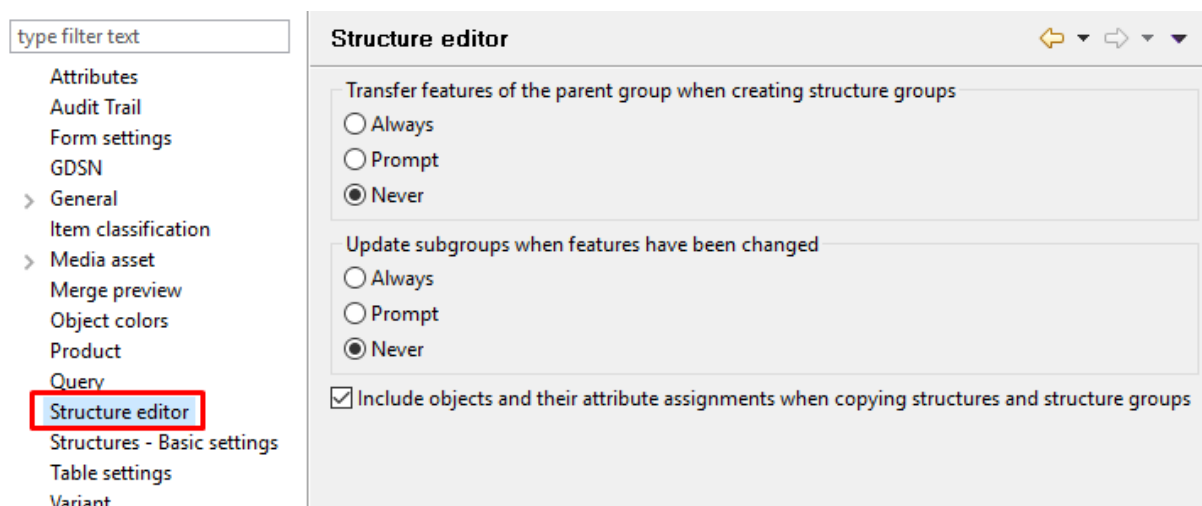 type filter text
Attributes
Audit Trail
Form settings
GDSN
General
Item classification
Media asset
Merge preview
Object colors
Product
Query
Structure editor
Structures - Basic settings
Table settings
Variant
Structure editor
Transfer features of the parent group when creating structure groups
Always
Prompt
Never
Update subgroups when features have been changed
Always
Prompt
Never
Include objects and their attribute assignments when copying structures and structure groups